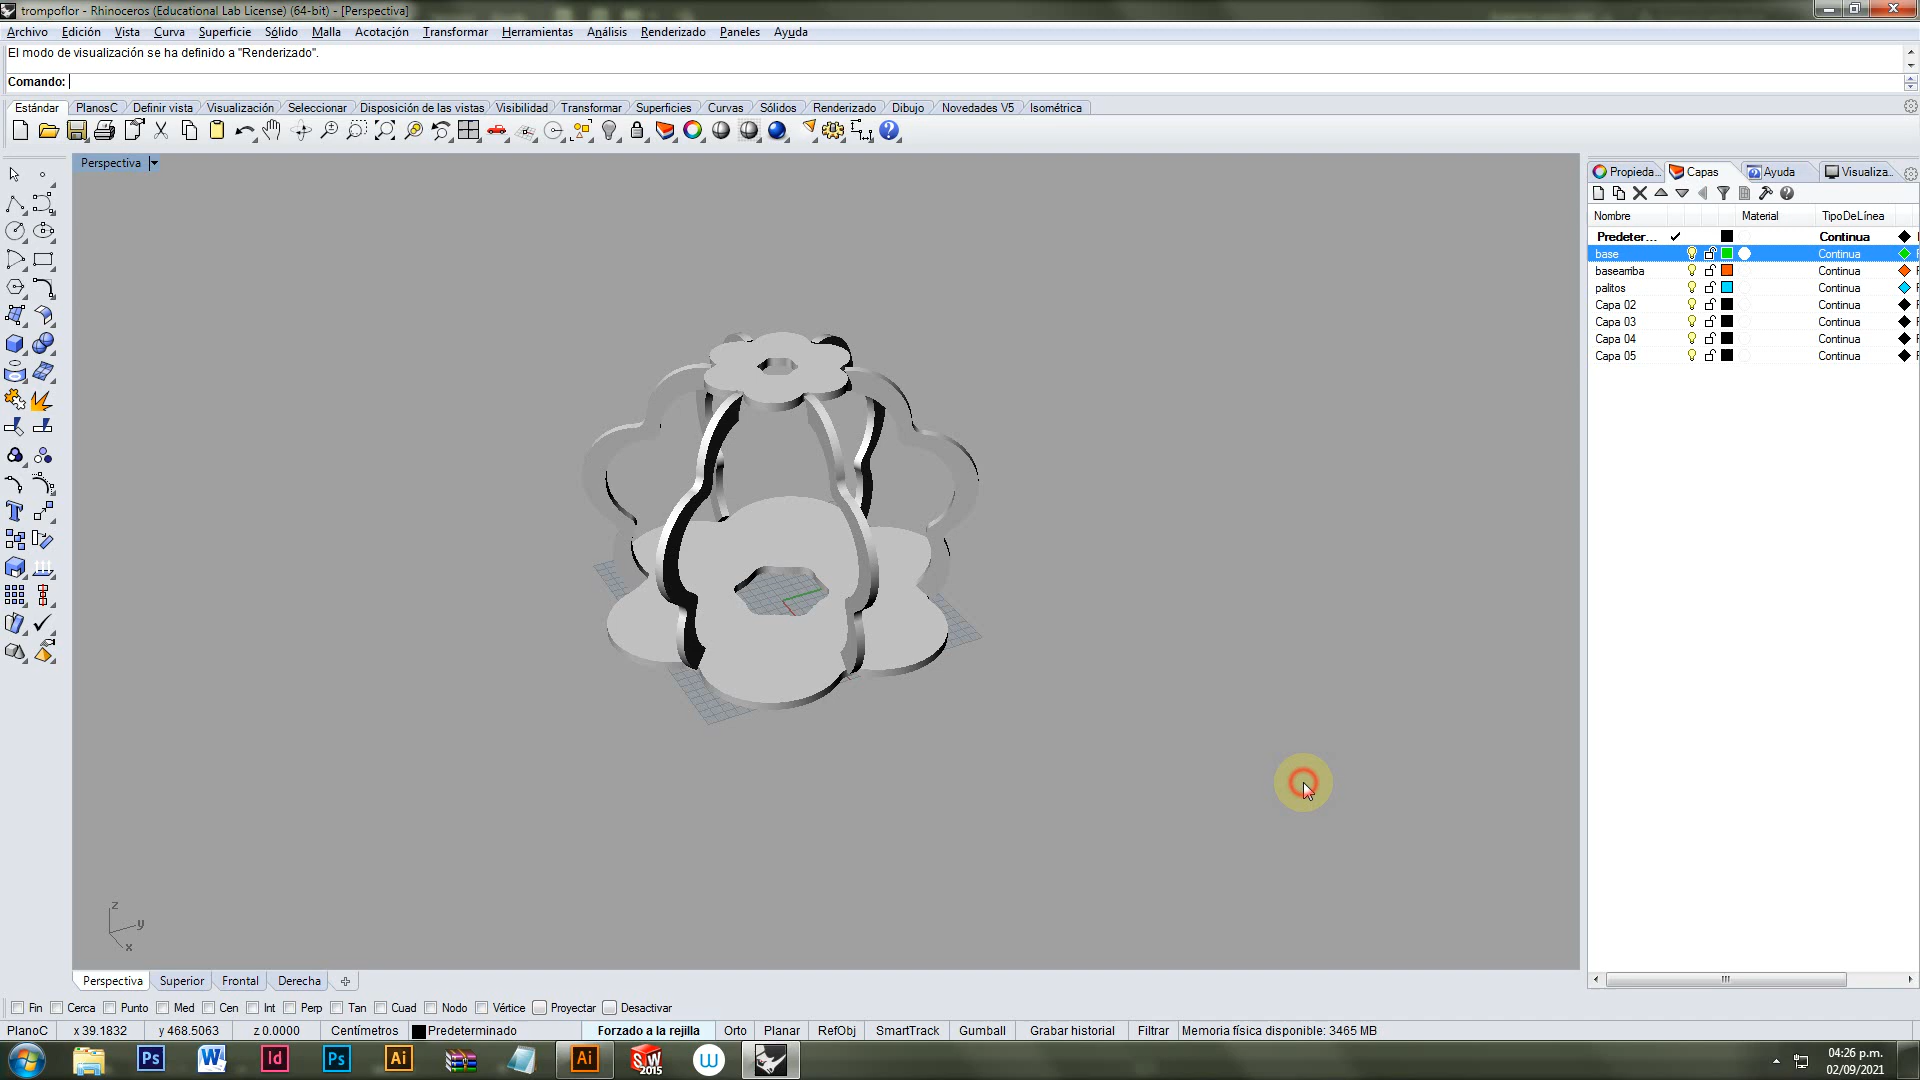 trompoflor - Rhinoceros (Educational Lab License) (64-bit) - [Perspectiva]
Archivo Edición Vista Curva Superficie Sólido Malla Acotación Transformar Herramientas Análisis Renderizado Paneles Ayuda
El modo de visualización se ha definido a "Renderizado".
Comando:
Estándar PlanosC Definir vista Visualización Seleccionar Disposición de las vistas Visibilidad Transformar Superficies Curvas Sólidos Renderizado Dibujo Novedades V5 Isométrica
Perspectiva
Propieda... Capas Ayuda Visualiza...
Nombre Material TipoDeLínea
Predeter... Continua
base Continua
basearriba Continua
palitos Continua
Capa 02 Continua
Capa 03 Continua
Capa 04 Continua
Capa 05 Continua
z
y
x
Perspectiva Superior Frontal Derecha
Fin Cerca Punto Med Cen Int Perp Tan Cuad Nodo Vértice Proyectar Desactivar
PlanoC x 39.1832 y 468.5063 z 0.0000 Centímetros Predeterminado Forzado a la rejilla Orto Planar RefObj SmartTrack Gumball Grabar historial Filtrar Memoria física disponible: 3465 MB
Ps W Id Ps Ai Ai SW 2015 W
04:26 p.m.
02/09/2021